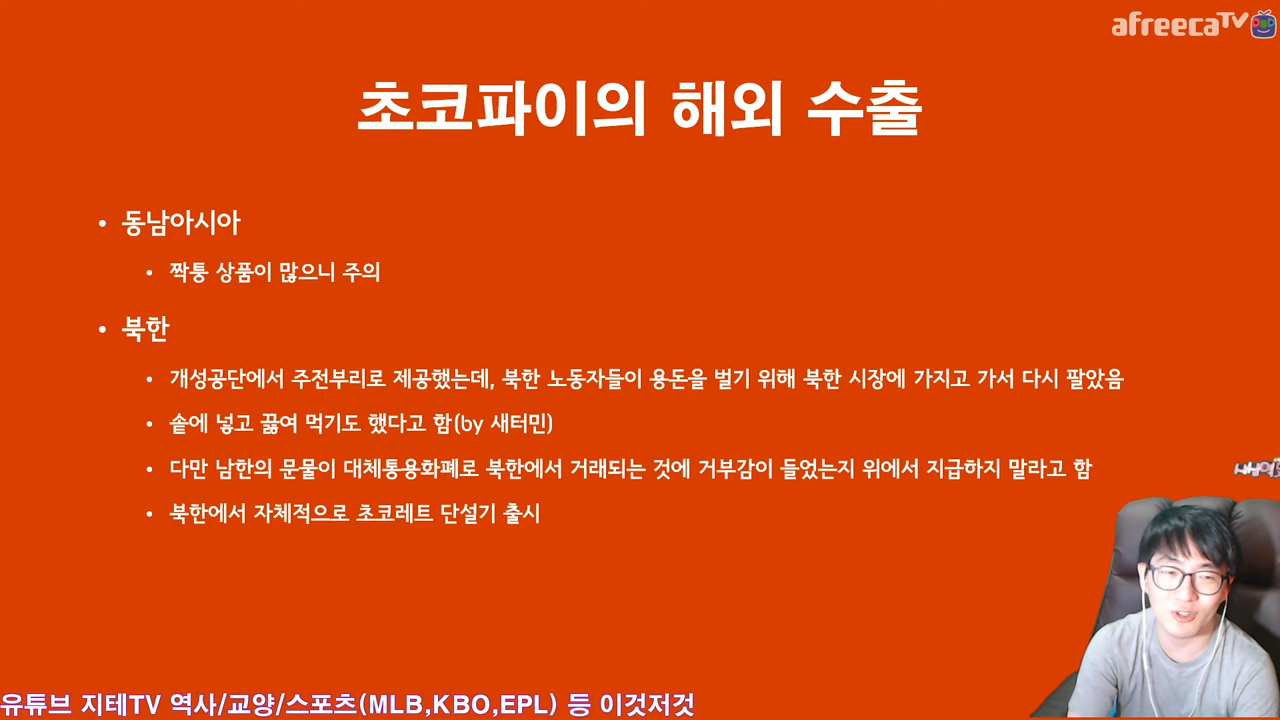 afreecaTV
초코파이의 해외 수출
• 동남아시아
• 짝퉁 상품이 많으니 주의
• 북한
• 개성공단에서 주전부리로 제공했는데, 북한 노동자들이 용돈을 벌기 위해 북한 시장에 가지고 가서 다시 팔았음
• 솥에 넣고 끓여 먹기도 했다고 함(by 새터민)
• 다만 남한의 문물이 대체통용화폐로 북한에서 거래되는 것에 거부감이 들었는지 위에서 지급하지 말라고 함
• 북한에서 자체적으로 초코레트 단설기 출시
유튜브 지테TV 역사/교양/스포츠(MLB,KBO,EPL) 등 이것저것